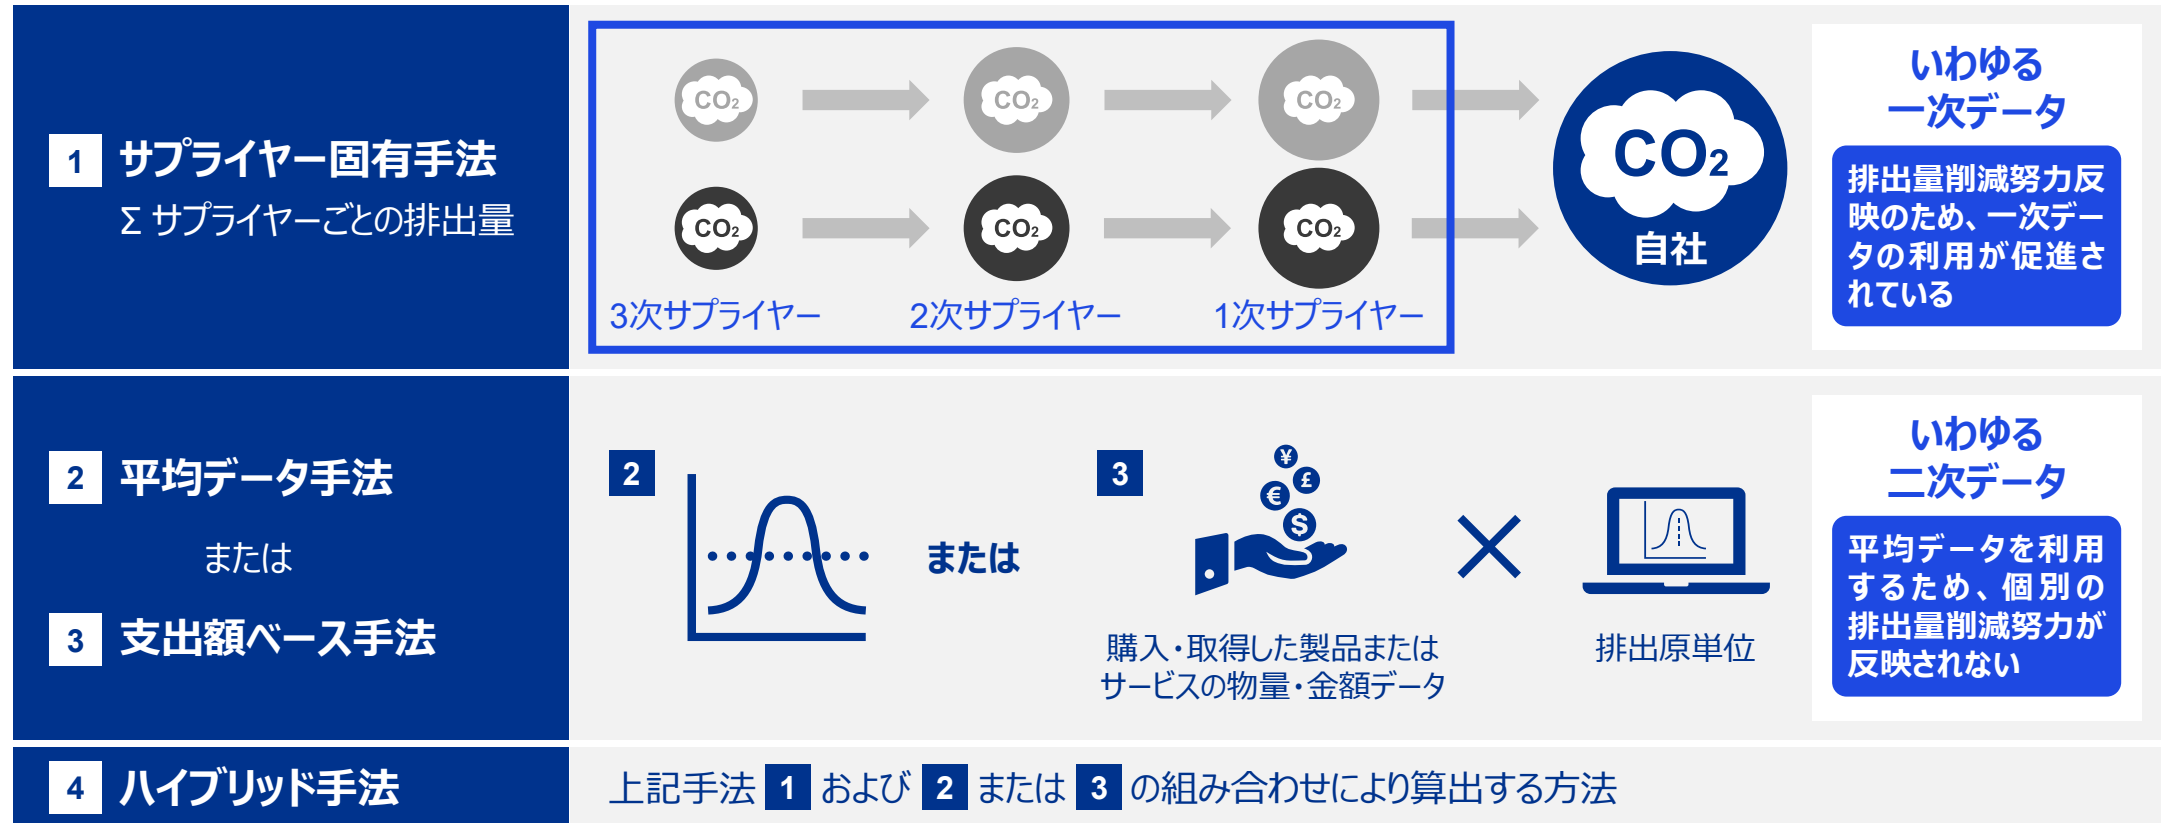 1 サプライヤー固有手法
Σ サプライヤーごとの排出量
CO₂ CO₂ CO₂
CO₂ CO₂ CO₂
3次サプライヤー 2次サプライヤー 1次サプライヤー
CO₂
自社
いわゆる
一次データ
排出量削減努力反
映のため、一次デー
タの利用が促進さ
れている
2 平均データ手法
または
3 支出額ベース手法
2
または
3
¥
£
€
$
購入・取得した製品または
サービスの物量・金額データ
×
排出原単位
いわゆる
二次データ
平均データを利用
するため、個別の
排出量削減努力が
反映されない
4 ハイブリッド手法
上記手法 1 および 2 または 3 の組み合わせにより算出する方法